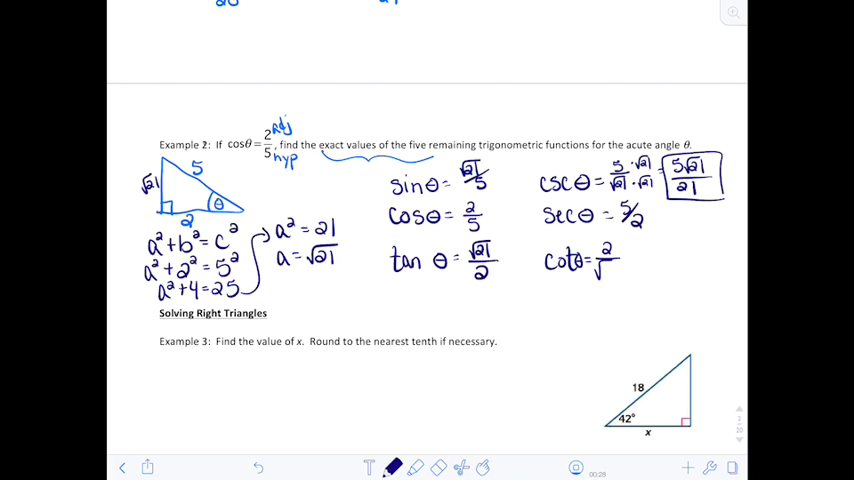 Example 2: If cosθ = 2/5, find the exact values of the five remaining trigonometric functions for the acute angle θ.
adj
hyp
√21
5
θ
2
a² + b² = c²
a² + 2² = 5²
a² + 4 = 25
a² = 21
a = √21
sinθ = √21/5
cosθ = 2/5
tan θ = √21/2
cscθ = 5/√21 · √21/· √21 = 5√21/21
secθ = 5/2
cotθ = 2/√
Solving Right Triangles
Example 3: Find the value of x. Round to the nearest tenth if necessary.
18
42°
x
T
00:28